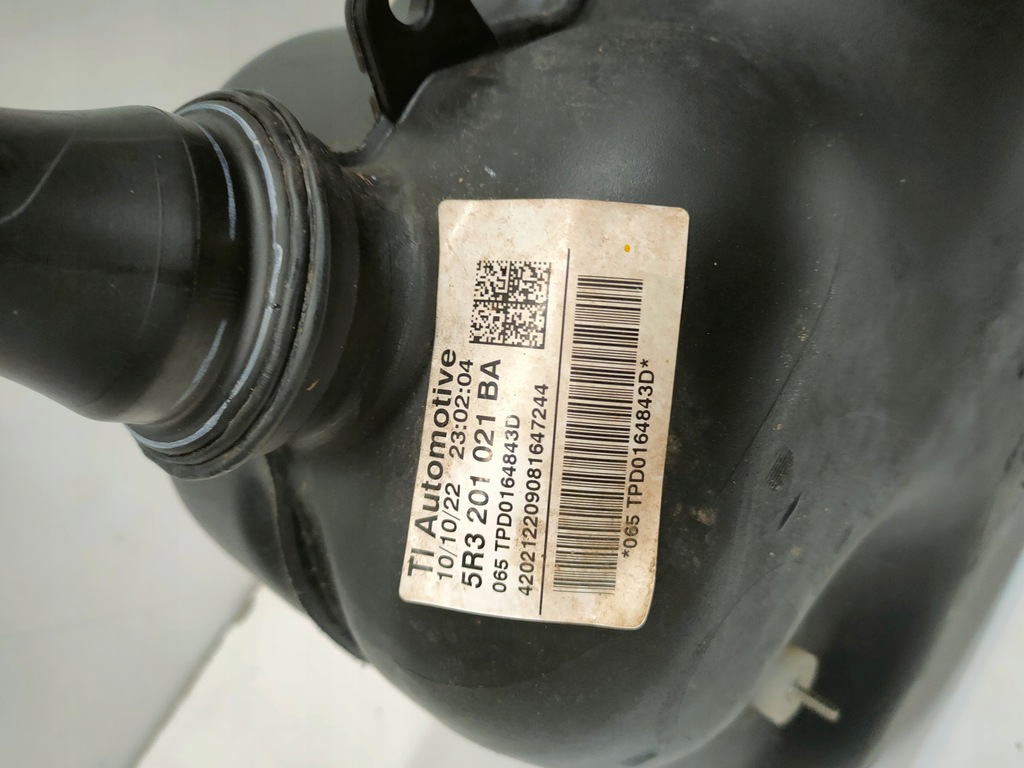 TI Automotive
10/10/22 23:02:04
5R3 201 021 BA
065 TPD0164843D
420212209081647244
*065 TPD0164843D*